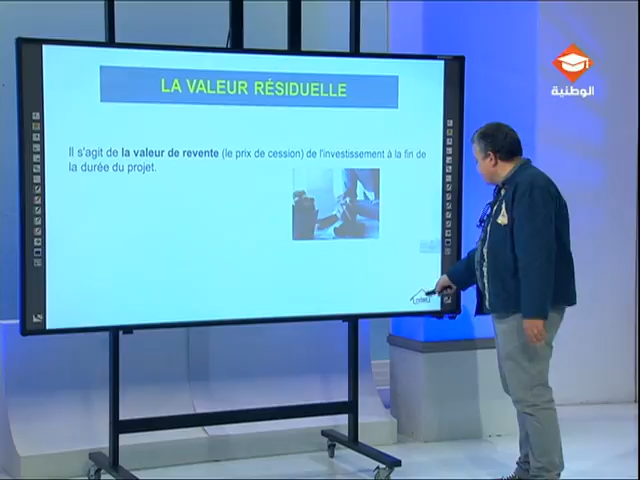 LA VALEUR RÉSIDUELLE
الوطنية
Il s'agit de la valeur de revente (le prix de cession) de l'investissement à la fin de
la durée du projet.